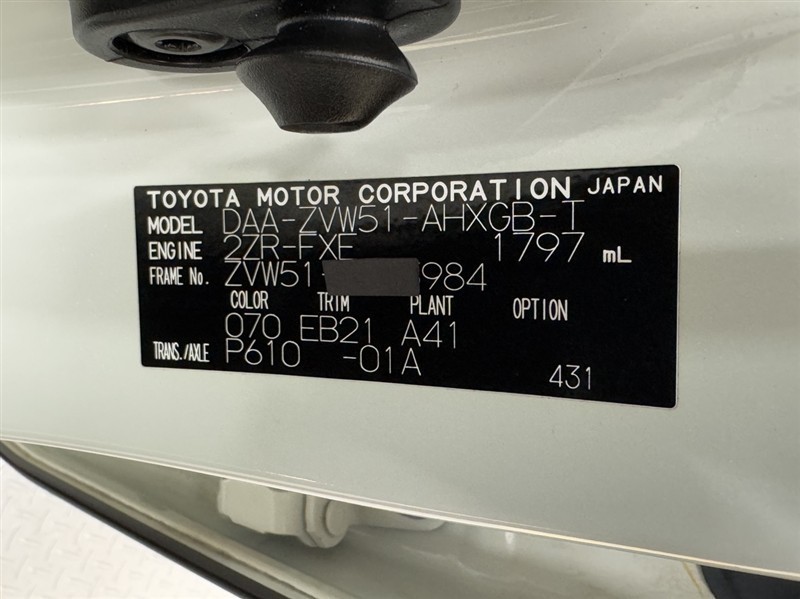 TOYOTA MOTOR CORPORATION JAPAN
MODEL DAA-ZVW51-AHXGB-T
ENGINE 2ZR-FXE 1797 mL
FRAME No. ZVW51- 984
COLOR TRIM PLANT OPTION
070 EB21 A41
TRANS./AXLE P610 -01A
431